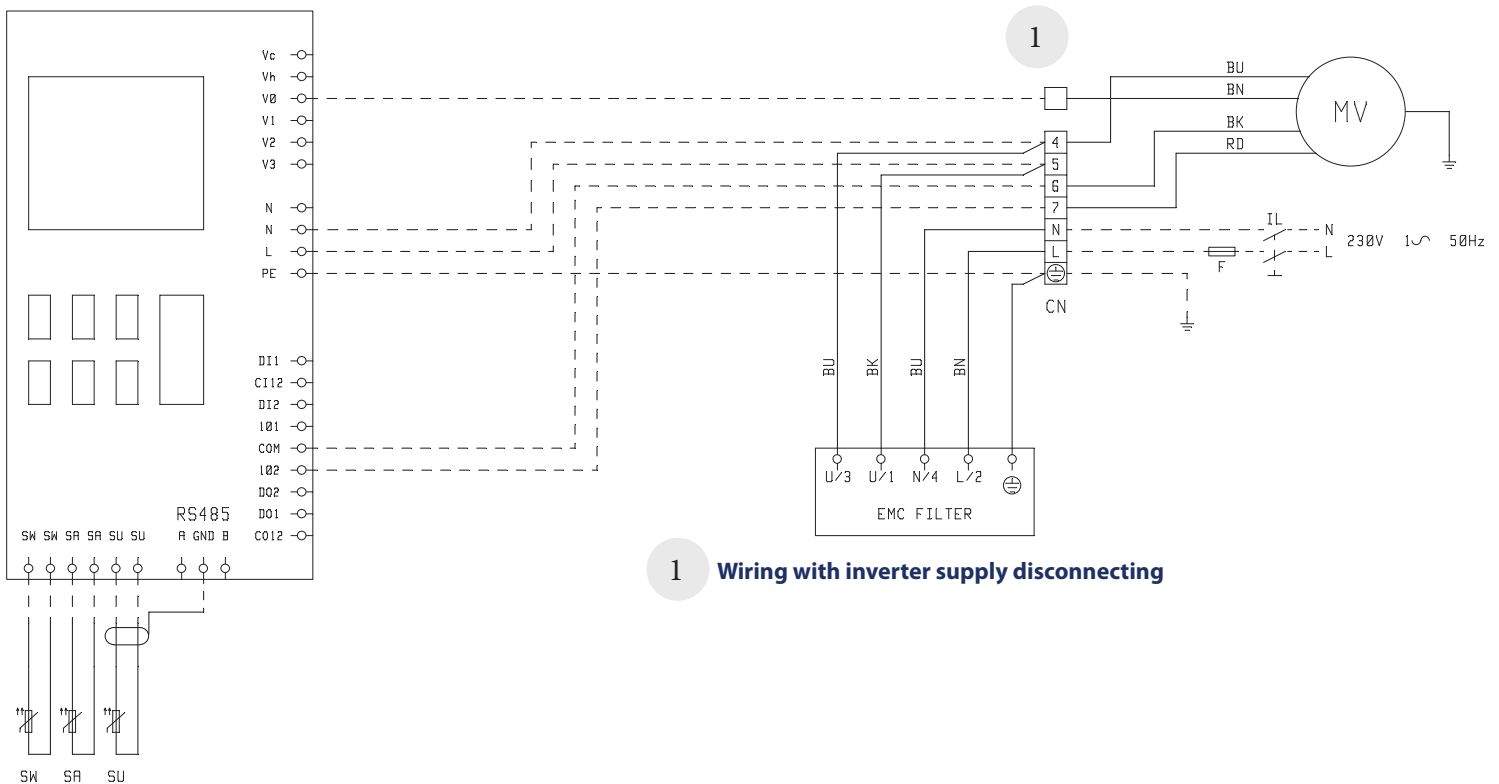 1
Vc
Vh
V0
V1
V2
V3
N
N
L
PE
DI1
CI12
DI2
101
COM
102
DO2
DO1
CO12
RS485
SW SW SA SA SU SU A GND B
SW SA SU
BU
BN
BK
RD
MV
4
5
6
7
N
L
CN
IL
F
N
L
230V 1 50Hz
BU BK BU BN
U/3 U/1 N/4 L/2
EMC FILTER
1 Wiring with inverter supply disconnecting